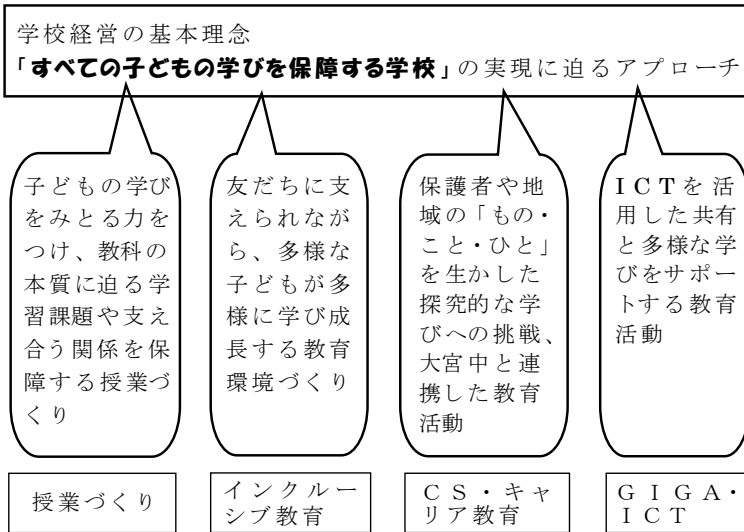 学校経営の基本理念
「すべての子どもの学びを保障する学校」の実現に迫るアプローチ
子どもの学び
をみとる力を
つけ、教科の
本質に迫る学
習課題や支え
合う関係を保
障する授業づ
くり
友だちに支
えられなが
ら、多様な
子どもが多
様に学び成
長する教育
環境づくり
保護者や地
域の「もの・
こと・ひと」
を生かした
探究的な学
びへの挑戦、
大宮中と連
携した教育
活動
ICTを活
用した共有
と多様な学
びをサポー
トする教育
活動
授業づくり
インクルー
シブ教育
CS・キャ
リア教育
GIGA・
ICT